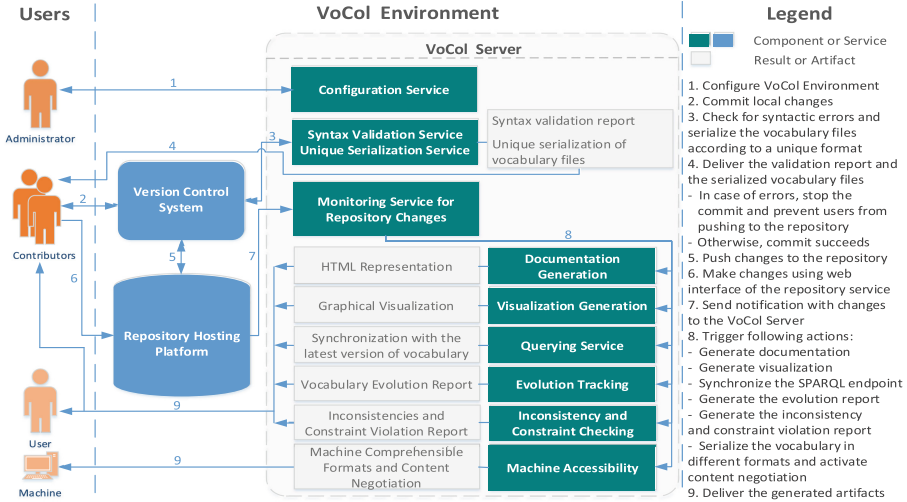 Users
VoCol Environment
Legend
VoCol Server
Component or Service
Result or Artifact
1
Configuration Service
Administrator
3
Syntax Validation Service
Unique Serialization Service
Syntax validation report
Unique serialization of
vocabulary files
4
2
Version Control
System
Contributors
Monitoring Service for
Repository Changes
8
5
6
7
Repository Hosting
Platform
HTML Representation
Documentation
Generation
Graphical Visualization
Visualization Generation
Synchronization with the
latest version of vocabulary
Querying Service
Vocabulary Evolution Report
Evolution Tracking
9
User
Inconsistencies and
Constraint Violation Report
Inconsistency and
Constraint Checking
9
Machine
Machine Comprehensible
Formats and Content
Negotiation
Machine Accessibility
1. Configure VoCol Environment
2. Commit local changes
3. Check for syntactic errors and
serialize the vocabulary files
according to a unique format
4. Deliver the validation report and
the serialized vocabulary files
- In case of errors, stop the
commit and prevent users from
pushing to the repository
- Otherwise, commit succeeds
5. Push changes to the repository
6. Make changes using web
interface of the repository service
7. Send notification with changes
to the VoCol Server
8. Trigger following actions:
- Generate documentation
- Generate visualization
- Synchronize the SPARQL endpoint
- Generate the evolution report
- Generate the inconsistency
and constraint violation report
- Serialize the vocabulary in
different formats and activate
content negotiation
9. Deliver the generated artifacts